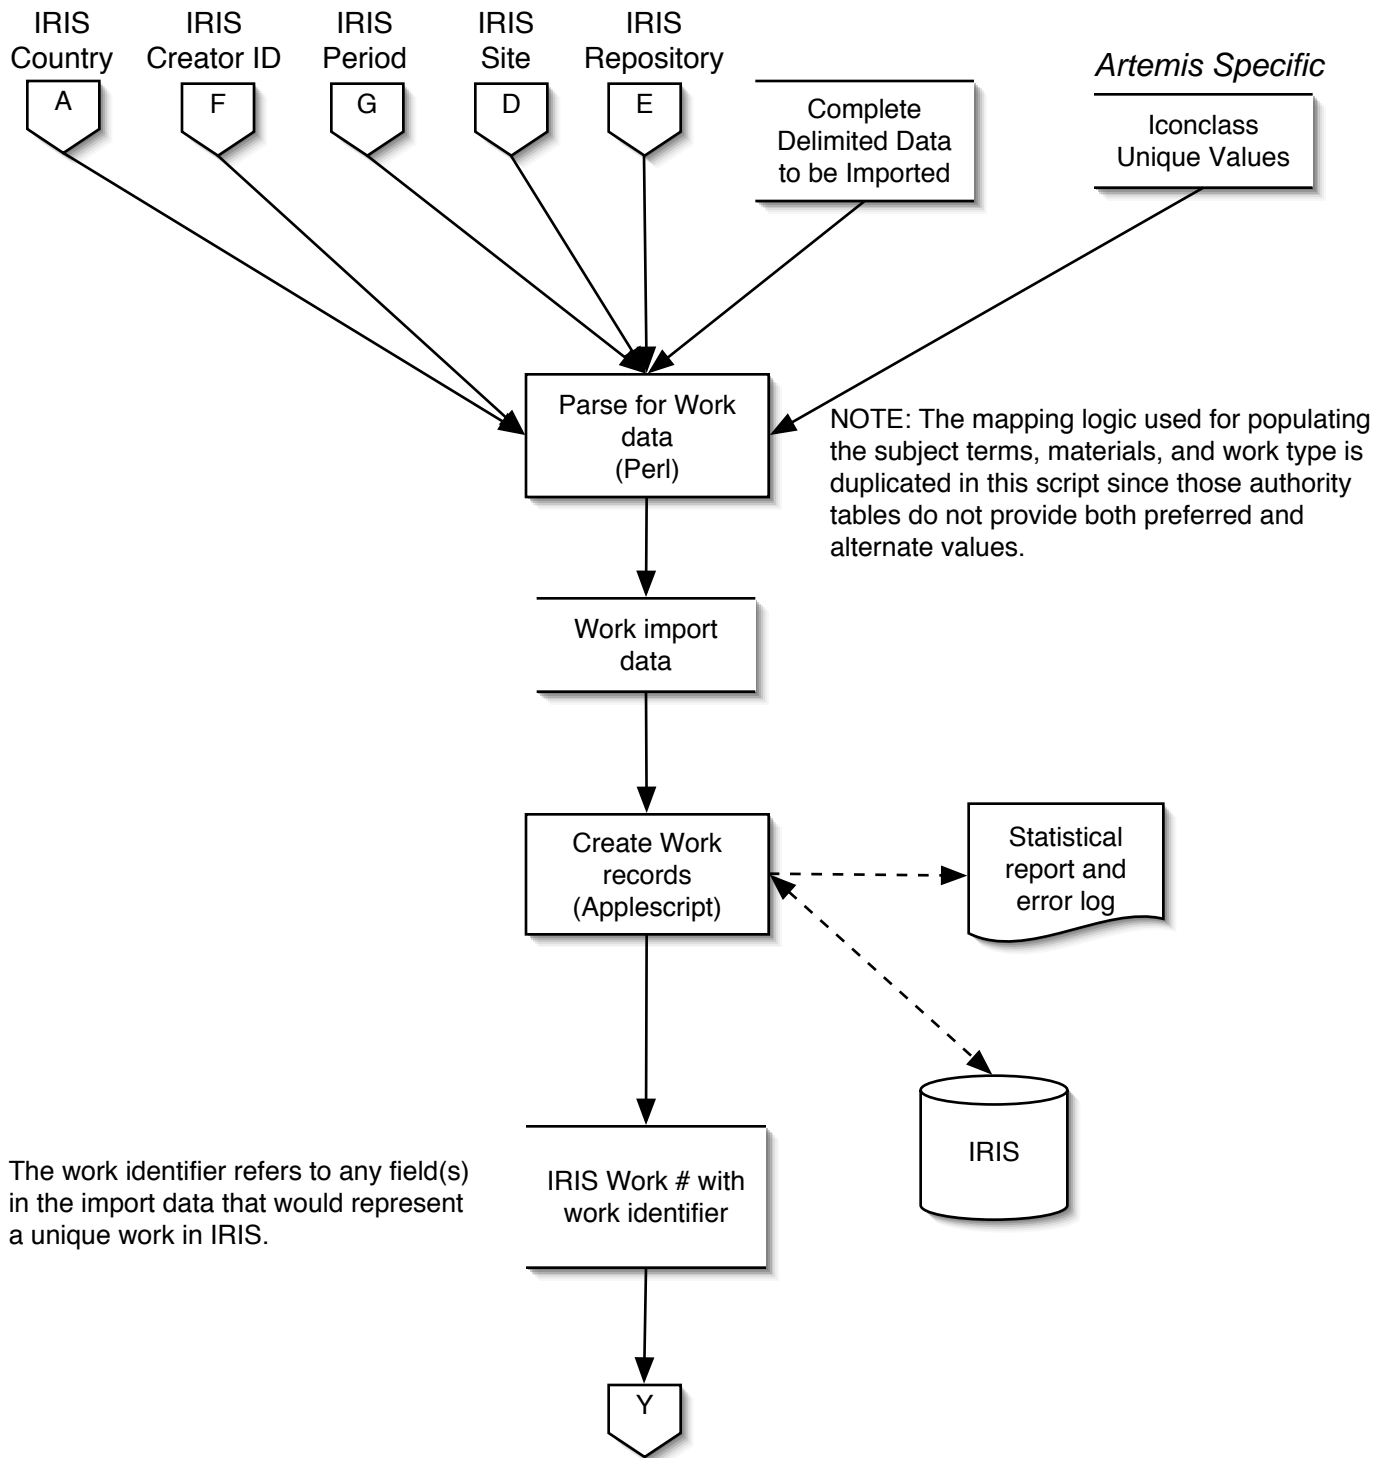 IRIS
Country
A
IRIS
Creator ID
F
IRIS
Period
G
IRIS
Site
D
IRIS
Repository
E
Complete
Delimited Data
to be Imported
Artemis Specific
Iconclass
Unique Values
Parse for Work
data
(Perl)
NOTE: The mapping logic used for populating
the subject terms, materials, and work type is
duplicated in this script since those authority
tables do not provide both preferred and
alternate values.
Work import
data
Create Work
records
(Applescript)
Statistical
report and
error log
IRIS
The work identifier refers to any field(s)
in the import data that would represent
a unique work in IRIS.
IRIS Work # with
work identifier
Y